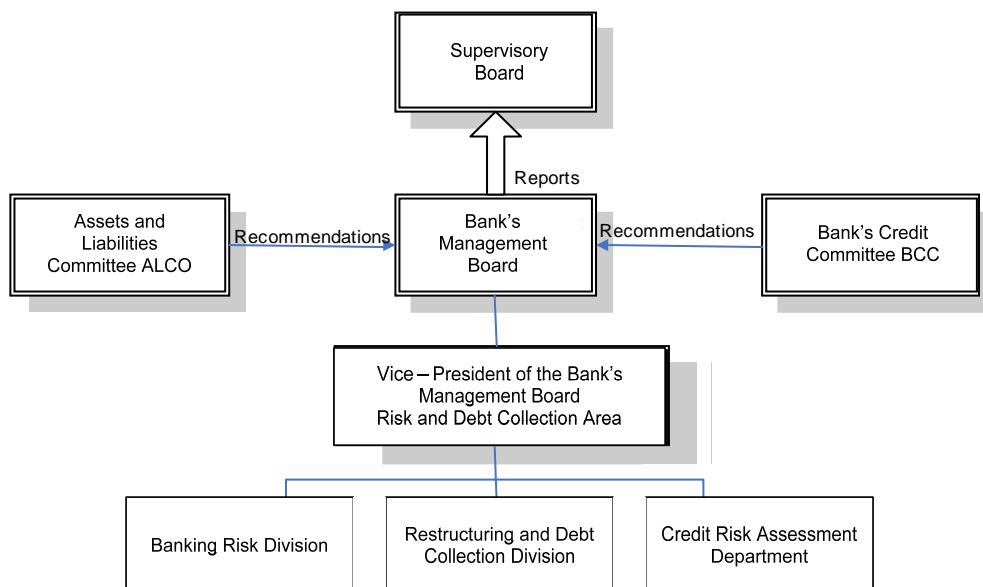 Supervisory
Board
Reports
Assets and
Liabilities
Committee ALCO
Recommendations
Bank’s
Management
Board
Recommendations
Bank’s Credit
Committee BCC
Vice – President of the Bank’s
Management Board
Risk and Debt Collection Area
Banking Risk Division
Restructuring and Debt
Collection Division
Credit Risk Assessment
Department